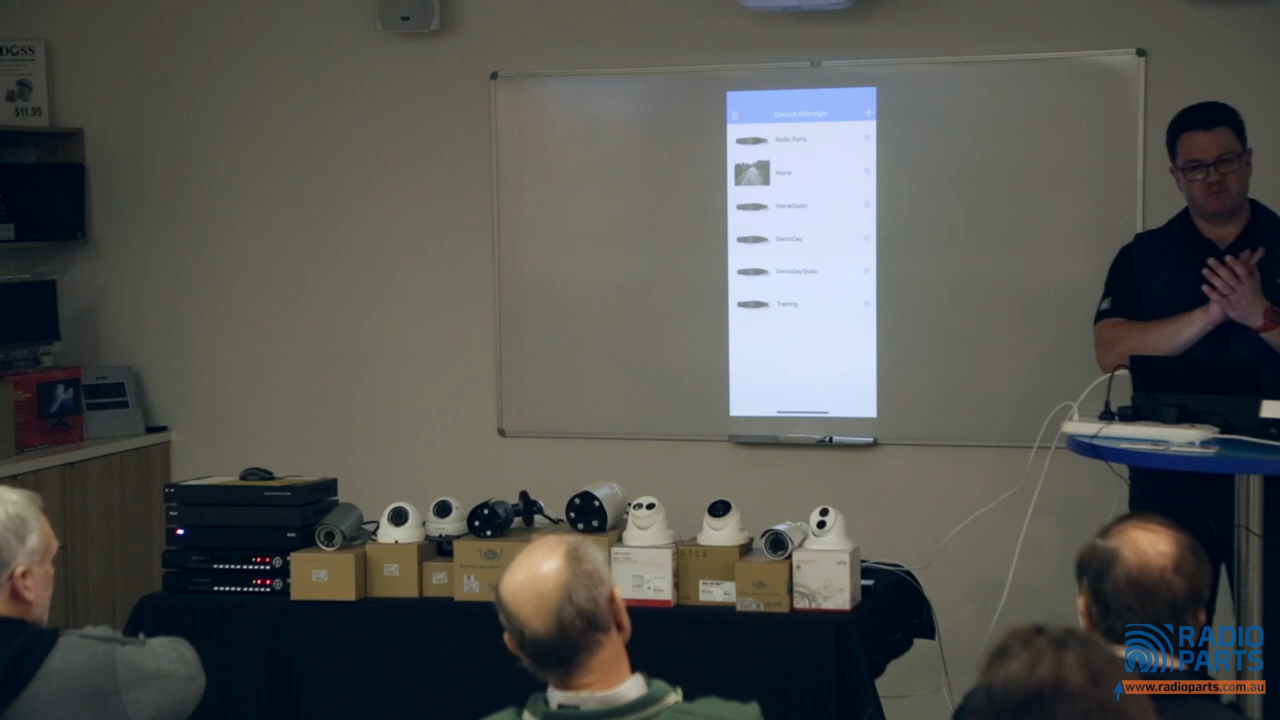 DGSS
$11.95
Device Manager
Radio Parts
Home
HomeStatic
DemoDay
DemoDayStatic
Training
RADIO
PARTS
www.radioparts.com.au